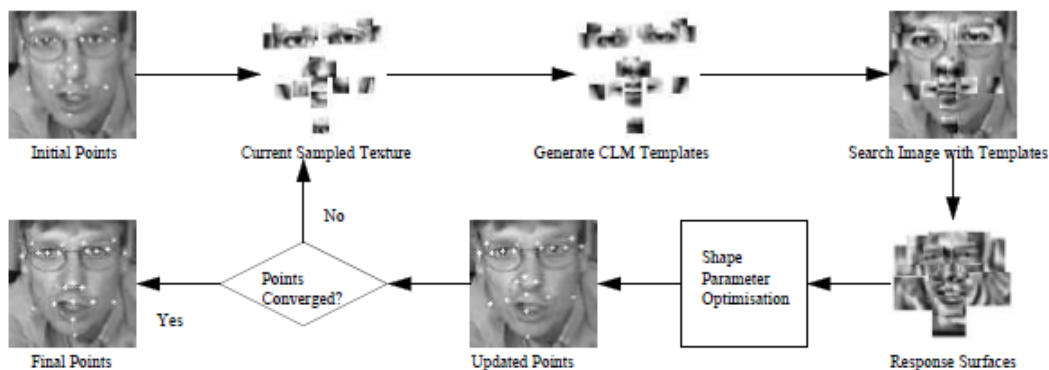 Initial Points
Current Sampled Texture
Generate CLM Templates
Search Image with Templates
No
Points
Converged?
Shape
Parameter
Optimisation
Yes
Final Points
Updated Points
Response Surfaces